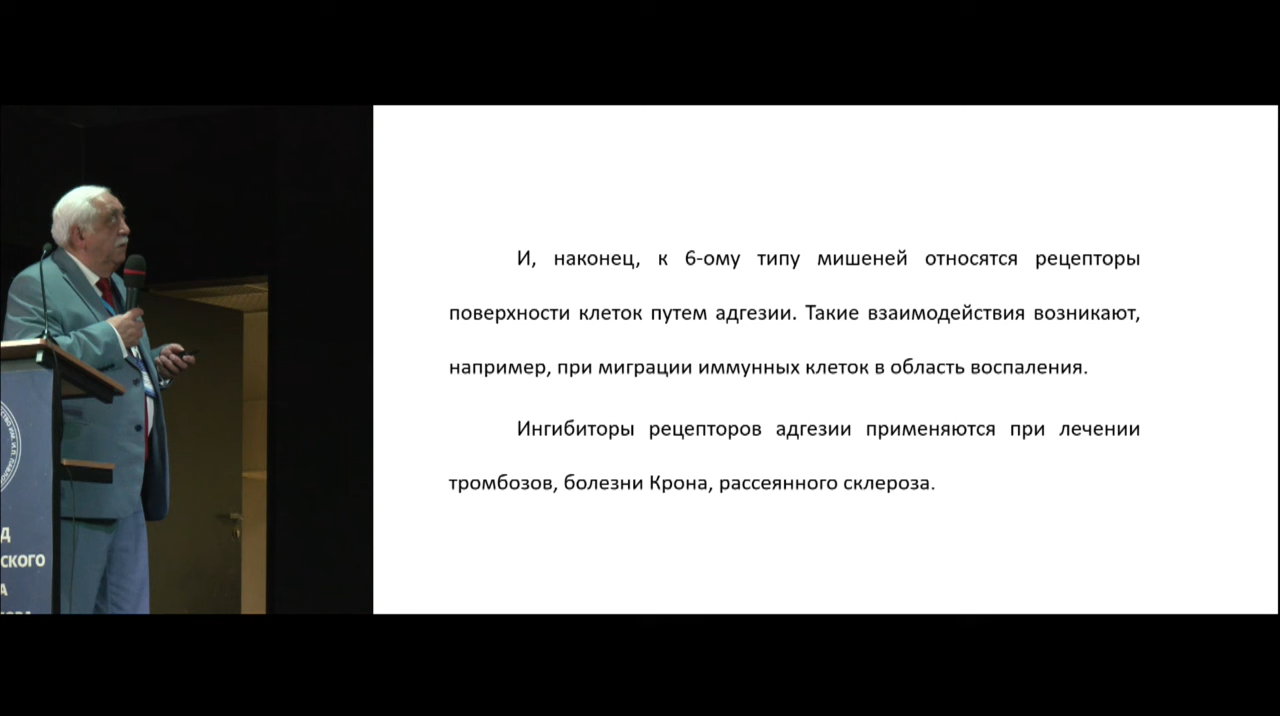 И, наконец, к 6-ому типу мишеней относятся рецепторы
поверхности клеток путем адгезии. Такие взаимодействия возникают,
например, при миграции иммунных клеток в область воспаления.
Ингибиторы рецепторов адгезии применяются при лечении
тромбозов, болезни Крона, рассеянного склероза.
Д
СКОГО
А